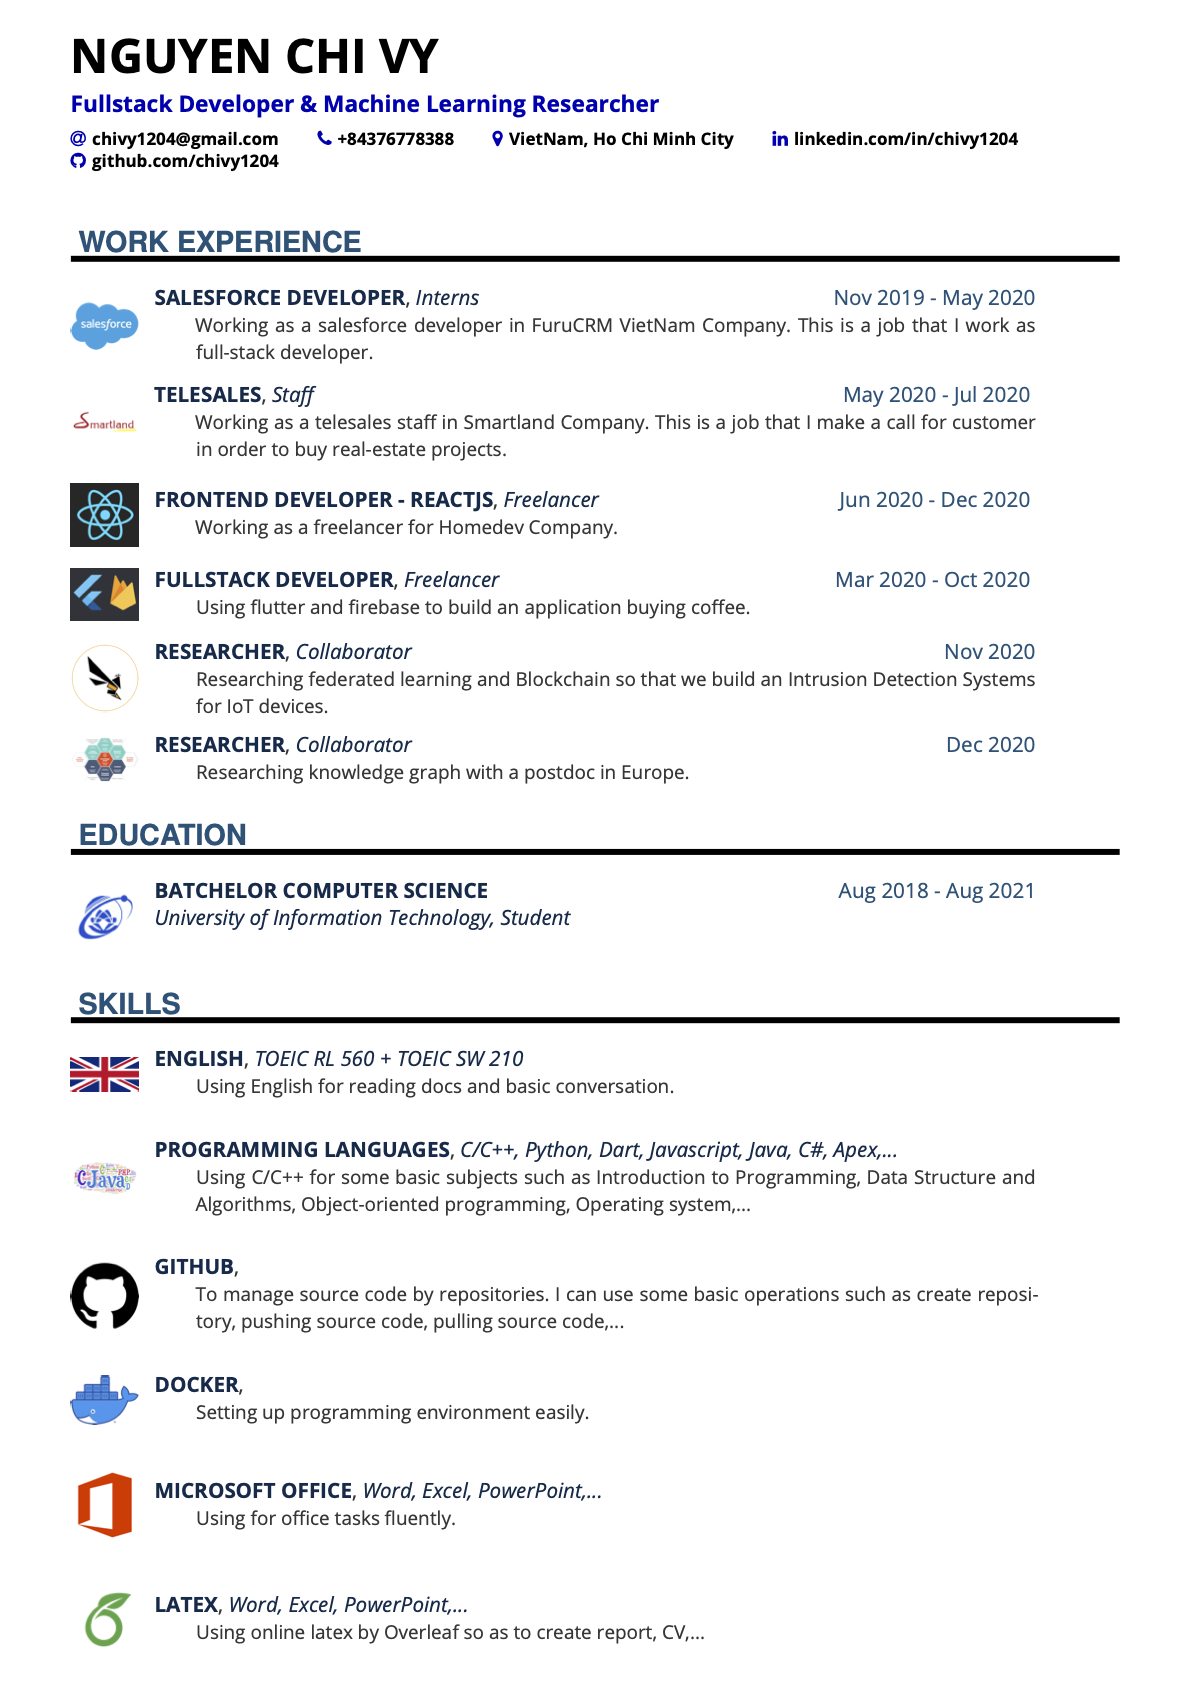 NGUYEN CHI VY
Fullstack Developer & Machine Learning Researcher
chivy1204@gmail.com +84376778388 VietNam, Ho Chi Minh City linkedin.com/in/chivy1204
github.com/chivy1204
WORK EXPERIENCE
SALESFORCE DEVELOPER, Interns Nov 2019 - May 2020
salesforce
Working as a salesforce developer in FuruCRM VietNam Company. This is a job that I work as
full-stack developer.
TELESALES, Staff May 2020 - Jul 2020
Smartland
Working as a telesales staff in Smartland Company. This is a job that I make a call for customer
in order to buy real-estate projects.
FRONTEND DEVELOPER - REACTJS, Freelancer Jun 2020 - Dec 2020
Working as a freelancer for Homedev Company.
FULLSTACK DEVELOPER, Freelancer Mar 2020 - Oct 2020
Using flutter and firebase to build an application buying coffee.
RESEARCHER, Collaborator Nov 2020
Researching federated learning and Blockchain so that we build an Intrusion Detection Systems
for IoT devices.
RESEARCHER, Collaborator Dec 2020
Researching knowledge graph with a postdoc in Europe.
EDUCATION
BATCHELOR COMPUTER SCIENCE Aug 2018 - Aug 2021
University of Information Technology, Student
SKILLS
ENGLISH, TOEIC RL 560 + TOEIC SW 210
Using English for reading docs and basic conversation.
PROGRAMMING LANGUAGES, C/C++, Python, Dart, Javascript, Java, C#, Apex,...
Java
Using C/C++ for some basic subjects such as Introduction to Programming, Data Structure and
Algorithms, Object-oriented programming, Operating system,...
GITHUB,
To manage source code by repositories. I can use some basic operations such as create reposi-
tory, pushing source code, pulling source code,...
DOCKER,
Setting up programming environment easily.
MICROSOFT OFFICE, Word, Excel, PowerPoint,...
Using for office tasks fluently.
LATEX, Word, Excel, PowerPoint,...
Using online latex by Overleaf so as to create report, CV,...